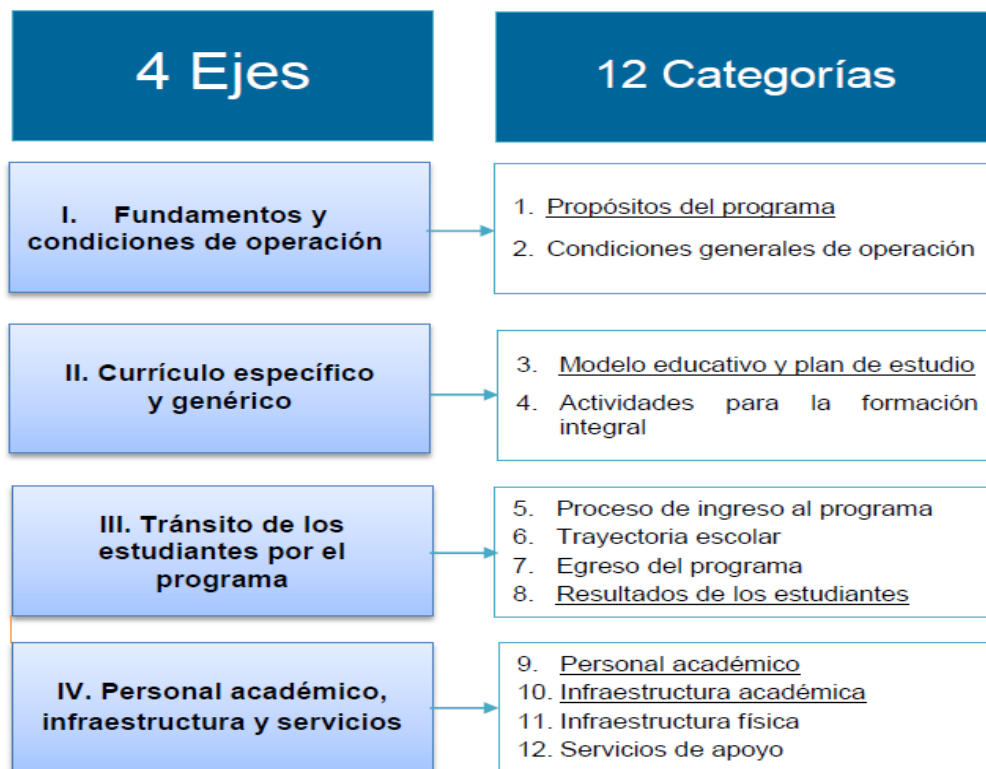 4 Ejes
12 Categorías
I. Fundamentos y
condiciones de operación
1. Propósitos del programa
2. Condiciones generales de operación
II. Currículo específico
y genérico
3. Modelo educativo y plan de estudio
4. Actividades para la formación
integral
III. Tránsito de los
estudiantes por el
programa
5. Proceso de ingreso al programa
6. Trayectoria escolar
7. Egreso del programa
8. Resultados de los estudiantes
IV. Personal académico,
infraestructura y servicios
9. Personal académico
10. Infraestructura académica
11. Infraestructura física
12. Servicios de apoyo